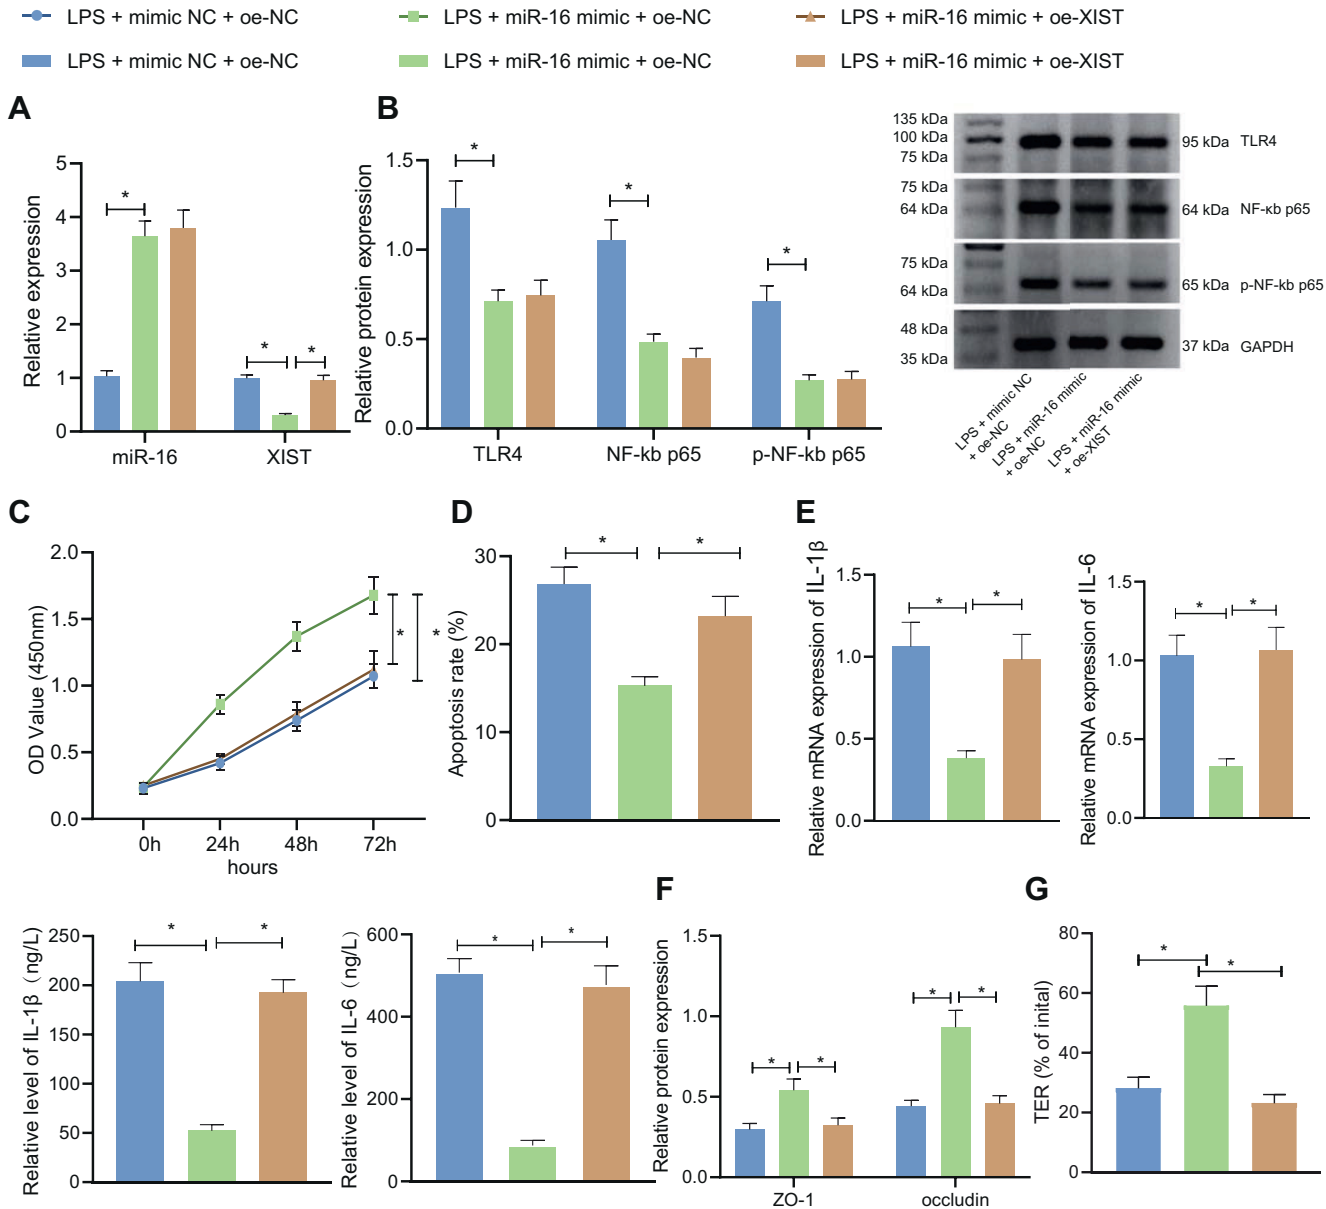 LPS + mimic NC + oe-NC
LPS + miR-16 mimic + oe-NC
LPS + miR-16 mimic + oe-XIST
LPS + mimic NC + oe-NC
LPS + miR-16 mimic + oe-NC
LPS + miR-16 mimic + oe-XIST
A
Relative expression
5
4
3
2
1
0
*
*
*
miR-16
XIST
B
Relative protein expression
1.5
1.0
0.5
0.0
*
*
*
TLR4
NF-kb p65
p-NF-kb p65
135 kDa
100 kDa
75 kDa
95 kDa TLR4
75 kDa
64 kDa
64 kDa NF-κb p65
75 kDa
64 kDa
65 kDa p-NF-kb p65
48 kDa
35 kDa
37 kDa GAPDH
LPS + mimic NC
+ oe-NC
LPS + miR-16 mimic
+ oe-NC
LPS + miR-16 mimic
+ oe-XIST
C
OD Value (450nm)
2.0
1.5
1.0
0.5
0.0
*
*
0h
24h
48h
72h
hours
D
Apoptosis rate (%)
30
20
10
0
*
*
E
Relative mRNA expression of IL-1β
1.5
1.0
0.5
0.0
*
*
Relative mRNA expression of IL-6
1.5
1.0
0.5
0.0
*
*
Relative level of IL-1β（ng/L）
250
200
150
100
50
0
*
*
Relative level of IL-6（ng/L）
600
400
200
0
*
*
F
Relative protein expression
1.5
1.0
0.5
0.0
*
*
*
*
ZO-1
occludin
G
TER (% of inital)
80
60
40
20
0
*
*